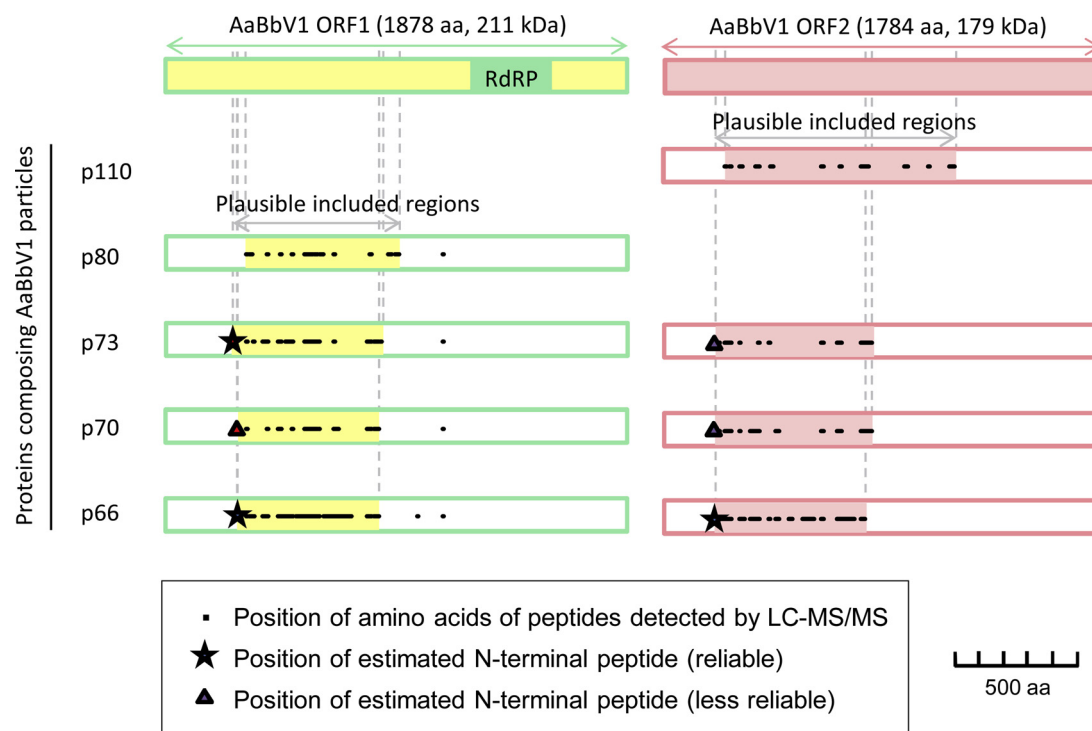 AaBbV1 ORF1 (1878 aa, 211 kDa)
AaBbV1 ORF2 (1784 aa, 179 kDa)
RdRP
Plausible included regions
Proteins composing AaBbV1 particles
p110
Plausible included regions
p80
p73
p70
p66
Position of amino acids of peptides detected by LC-MS/MS
Position of estimated N-terminal peptide (reliable)
Position of estimated N-terminal peptide (less reliable)
500 aa